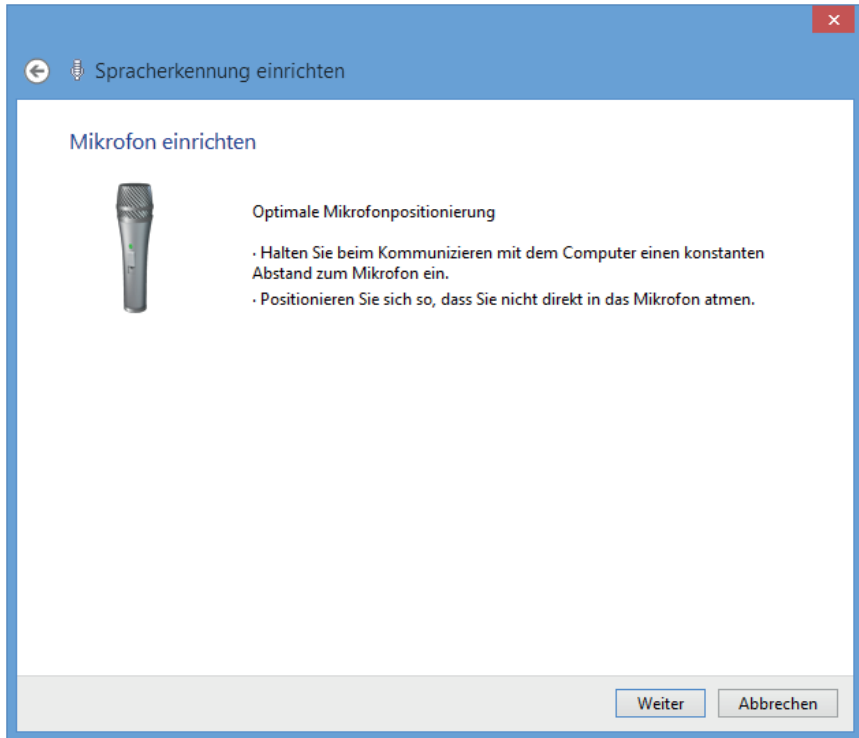 Spracherkennung einrichten
Mikrofon einrichten
Optimale Mikrofonpositionierung
· Halten Sie beim Kommunizieren mit dem Computer einen konstanten
Abstand zum Mikrofon ein.
· Positionieren Sie sich so, dass Sie nicht direkt in das Mikrofon atmen.
Weiter
Abbrechen